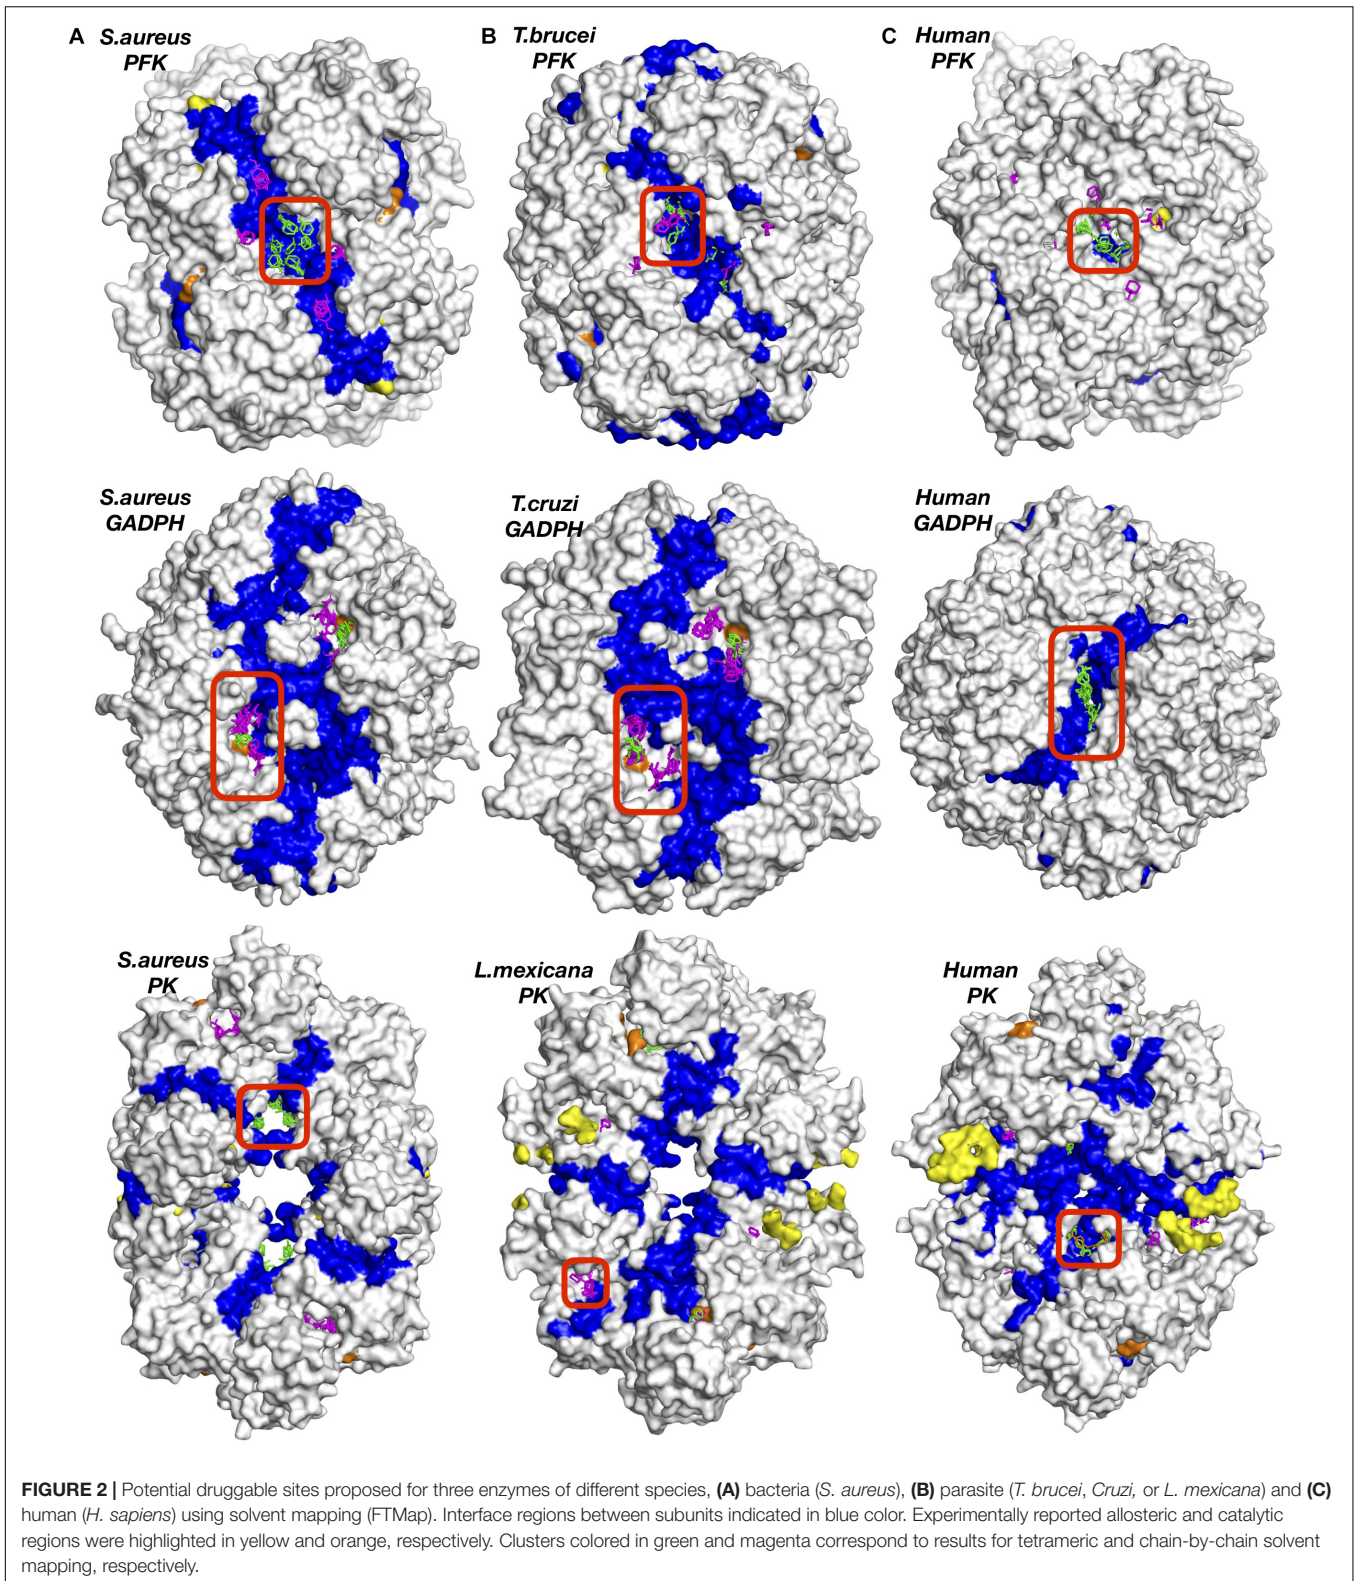 A S.aureus PFK
B T.brucei PFK
C Human PFK
S.aureus GADPH
T.cruzi GADPH
Human GADPH
S.aureus PK
L.mexicana PK
Human PK
FIGURE 2 | Potential druggable sites proposed for three enzymes of different species, (A) bacteria (S. aureus), (B) parasite (T. brucei, Cruzi, or L. mexicana) and (C)
human (H. sapiens) using solvent mapping (FTMap). Interface regions between subunits indicated in blue color. Experimentally reported allosteric and catalytic
regions were highlighted in yellow and orange, respectively. Clusters colored in green and magenta correspond to results for tetrameric and chain-by-chain solvent
mapping, respectively.